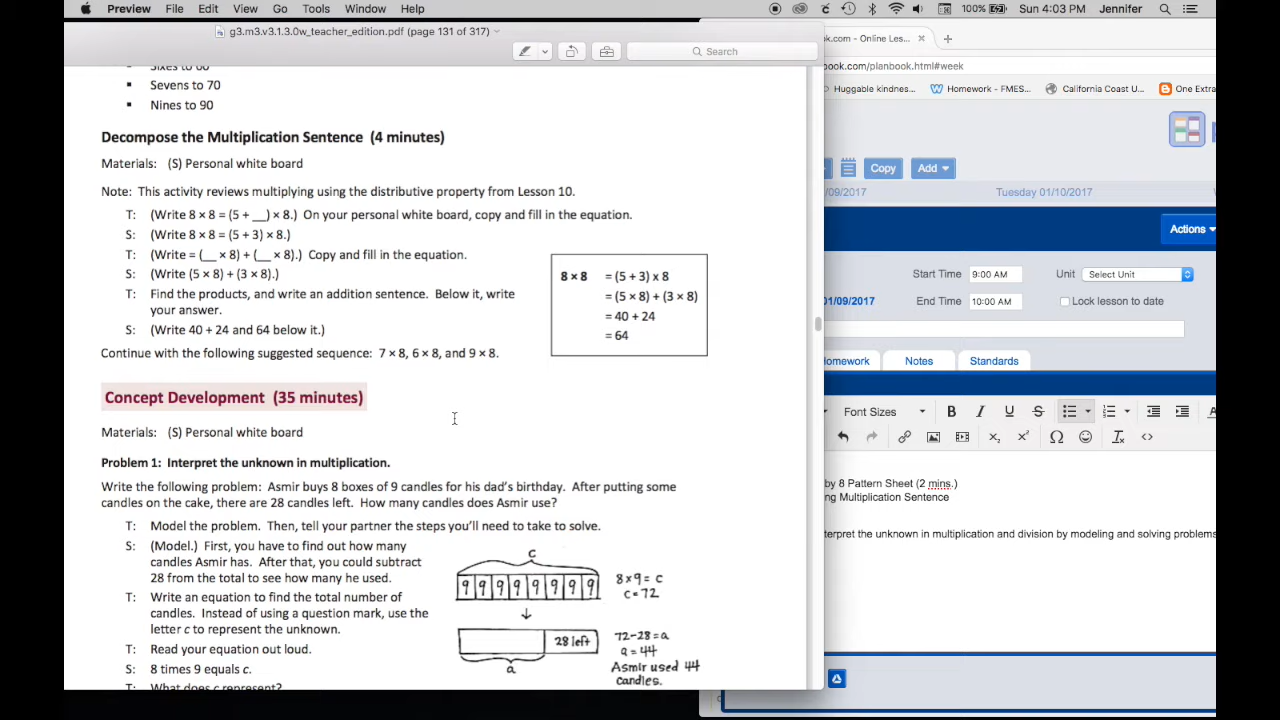 Preview File Edit View Go Tools Window Help 100% Sun 4:03 PM Jennifer
g3.m3.v3.1.3.0w_teacher_edition.pdf (page 131 of 317)
Search
▪ Sixes to 60
▪ Sevens to 70
▪ Nines to 90
Decompose the Multiplication Sentence (4 minutes)
Materials: (S) Personal white board
Note: This activity reviews multiplying using the distributive property from Lesson 10.
T: (Write 8 × 8 = (5 + __) × 8.) On your personal white board, copy and fill in the equation.
S: (Write 8 × 8 = (5 + 3) × 8.)
T: (Write = (__ × 8) + (__ × 8).) Copy and fill in the equation.
S: (Write (5 × 8) + (3 × 8).)
T: Find the products, and write an addition sentence. Below it, write
your answer.
S: (Write 40 + 24 and 64 below it.)
8 × 8 = (5 + 3) x 8
= (5 × 8) + (3 × 8)
= 40 + 24
= 64
Continue with the following suggested sequence: 7 × 8, 6 × 8, and 9 × 8.
Concept Development (35 minutes)
Materials: (S) Personal white board
Problem 1: Interpret the unknown in multiplication.
Write the following problem: Asmir buys 8 boxes of 9 candles for his dad's birthday. After putting some
candles on the cake, there are 28 candles left. How many candles does Asmir use?
T: Model the problem. Then, tell your partner the steps you'll need to take to solve.
S: (Model.) First, you have to find out how many
candles Asmir has. After that, you could subtract
28 from the total to see how many he used.
T: Write an equation to find the total number of
candles. Instead of using a question mark, use the
letter c to represent the unknown.
T: Read your equation out loud.
S: 8 times 9 equals c.
T: What does c represent?
c
9 9 9 9 9 9 9 9
8 x 9 = c
c = 72
28 left
a
72-28=a
a = 44
Asmir used 44
candles.
ok.com - Online Les...
ook.com/planbook.html#week
Huggable kindnes... Homework - FMES... California Coast U... One Extra
Copy Add
/09/2017 Tuesday 01/10/2017
Actions
Start Time 9:00 AM Unit Select Unit
01/09/2017 End Time 10:00 AM Lock lesson to date
omework Notes Standards
Font Sizes B I U S A
by 8 Pattern Sheet (2 mins.)
ng Multiplication Sentence
terpret the unknown in multiplication and division by modeling and solving problems